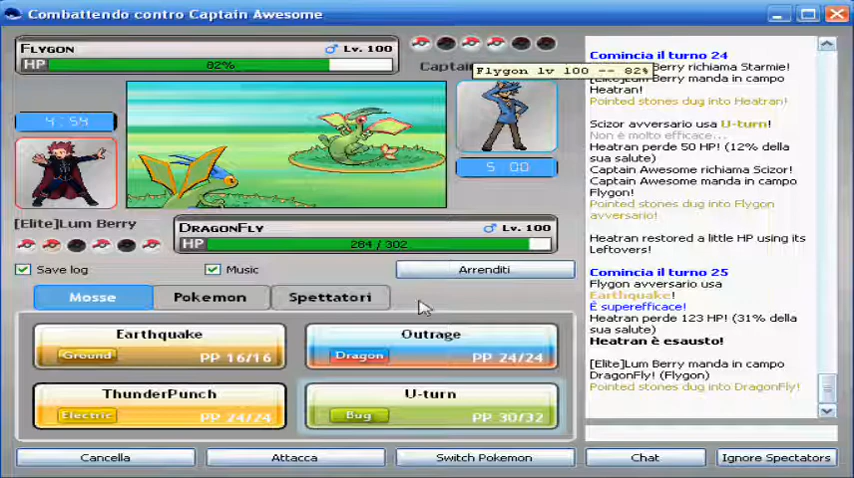 Combattendo contro Captain Awesome
FLYGON
Lv. 100
HP
82%
Captain
Flygon lv 100 -- 82%
4:54
5:00
[Elite]Lum Berry
DRAGONFLY
Lv. 100
HP
284 / 302
Save log
Music
Arrenditi
Mosse
Pokemon
Spettatori
Earthquake
Ground
PP 16/16
Outrage
Dragon
PP 24/24
ThunderPunch
Electric
PP 24/24
U-turn
Bug
PP 30/32
Cancella
Attacca
Switch Pokemon
Chat
Ignore Spectators
Comincia il turno 24
Berry richiama Starmie!
[Elite]Lum Berry manda in campo
Heatran!
Pointed stones dug into Heatran!
Scizor avversario usa U-turn!
Non è molto efficace...
Heatran perde 50 HP! (12% della
sua salute)
Captain Awesome richiama Scizor!
Captain Awesome manda in campo
Flygon!
Pointed stones dug into Flygon
avversario!
Heatran restored a little HP using its
Leftovers!
Comincia il turno 25
Flygon avversario usa
Earthquake!
È superefficace!
Heatran perde 123 HP! (31% della
sua salute)
Heatran è esausto!
[Elite]Lum Berry manda in campo
DragonFly! (Flygon)
Pointed stones dug into DragonFly!